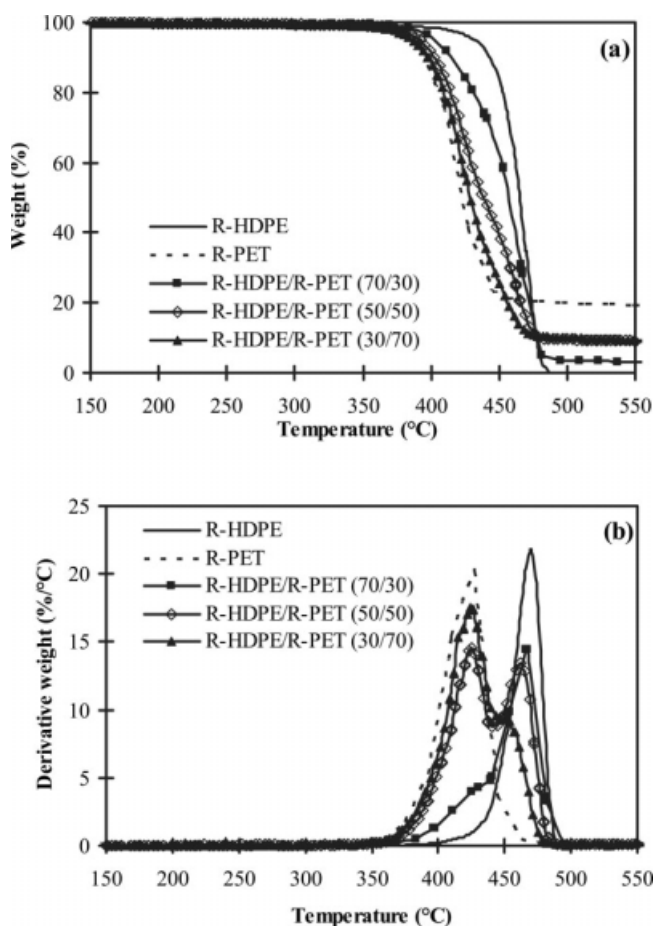 (a)
100
80
60
40
20
0
Weight (%)
R-HDPE
R-PET
R-HDPE/R-PET (70/30)
R-HDPE/R-PET (50/50)
R-HDPE/R-PET (30/70)
150 200 250 300 350 400 450 500 550
Temperature (°C)
(b)
25
20
15
10
5
0
Derivative weight (%/°C)
R-HDPE
R-PET
R-HDPE/R-PET (70/30)
R-HDPE/R-PET (50/50)
R-HDPE/R-PET (30/70)
150 200 250 300 350 400 450 500 550
Temperature (°C)